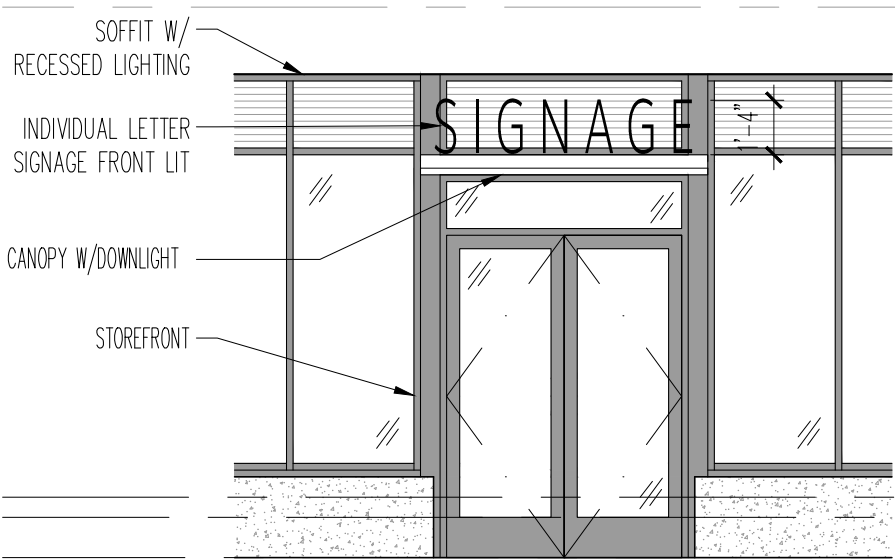 SOFFIT W/
RECESSED LIGHTING
INDIVIDUAL LETTER
SIGNAGE FRONT LIT
SIGNAGE
1'-4"
CANOPY W/DOWNLIGHT
STOREFRONT